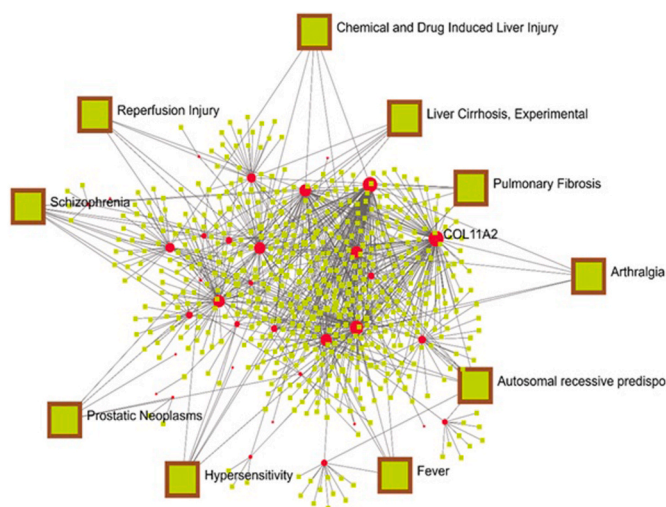 Chemical and Drug Induced Liver Injury
Reperfusion Injury
Liver Cirrhosis, Experimental
Pulmonary Fibrosis
Schizophrenia
COL11A2
Arthralgia
Autosomal recessive predispo
Prostatic Neoplasms
Hypersensitivity
Fever